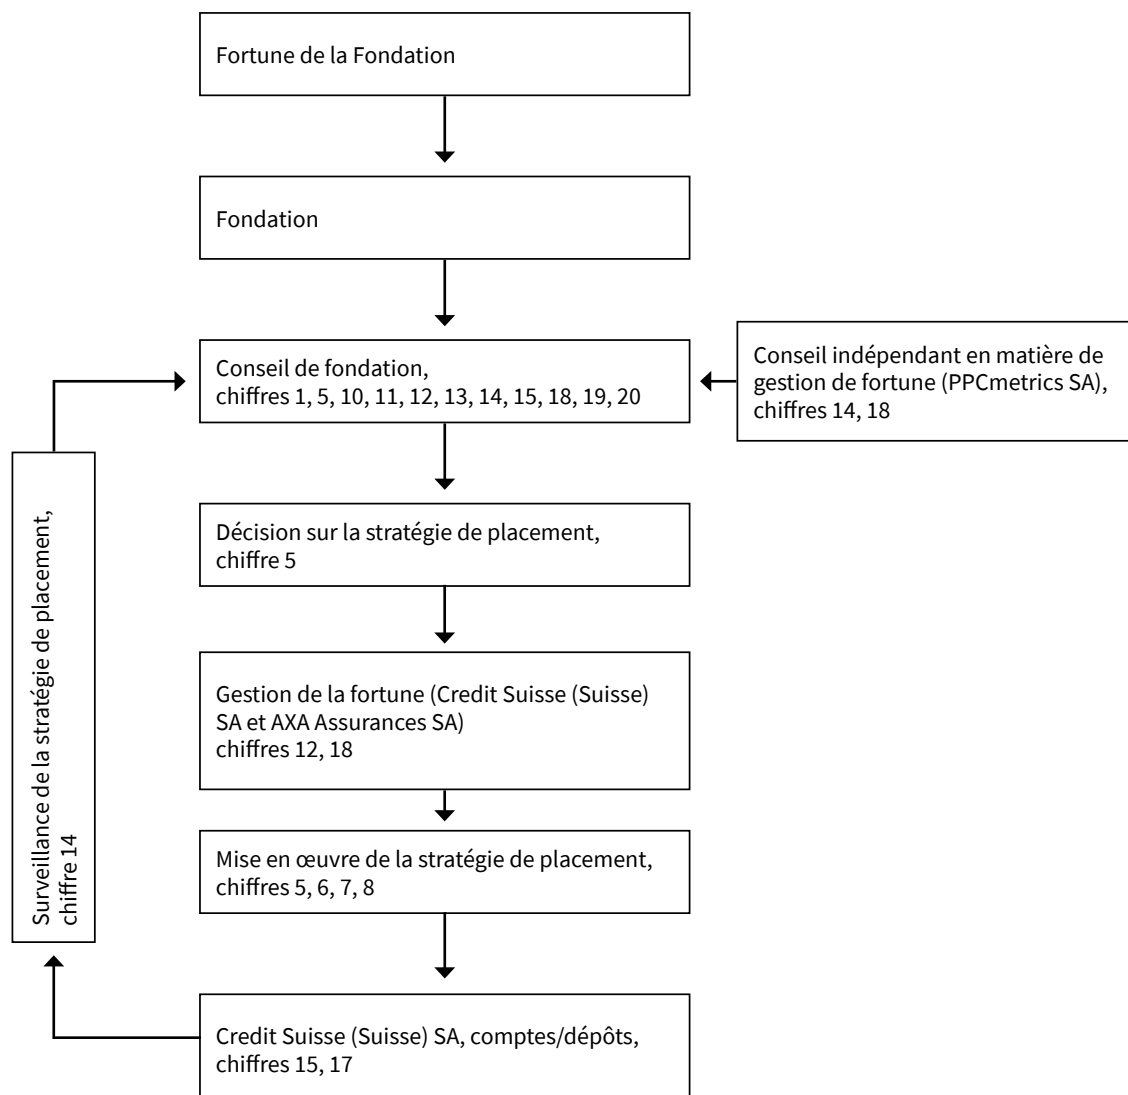 Fortune de la Fondation
Fondation
Conseil de fondation,
chiffres 1, 5, 10, 11, 12, 13, 14, 15, 18, 19, 20
Conseil indépendant en matière de
gestion de fortune (PPCmetrics SA),
chiffres 14, 18
Décision sur la stratégie de placement,
chiffre 5
Surveillance de la stratégie de placement,
chiffre 14
Gestion de la fortune (Credit Suisse (Suisse)
SA et AXA Assurances SA)
chiffres 12, 18
Mise en œuvre de la stratégie de placement,
chiffres 5, 6, 7, 8
Credit Suisse (Suisse) SA, comptes/dépôts,
chiffres 15, 17